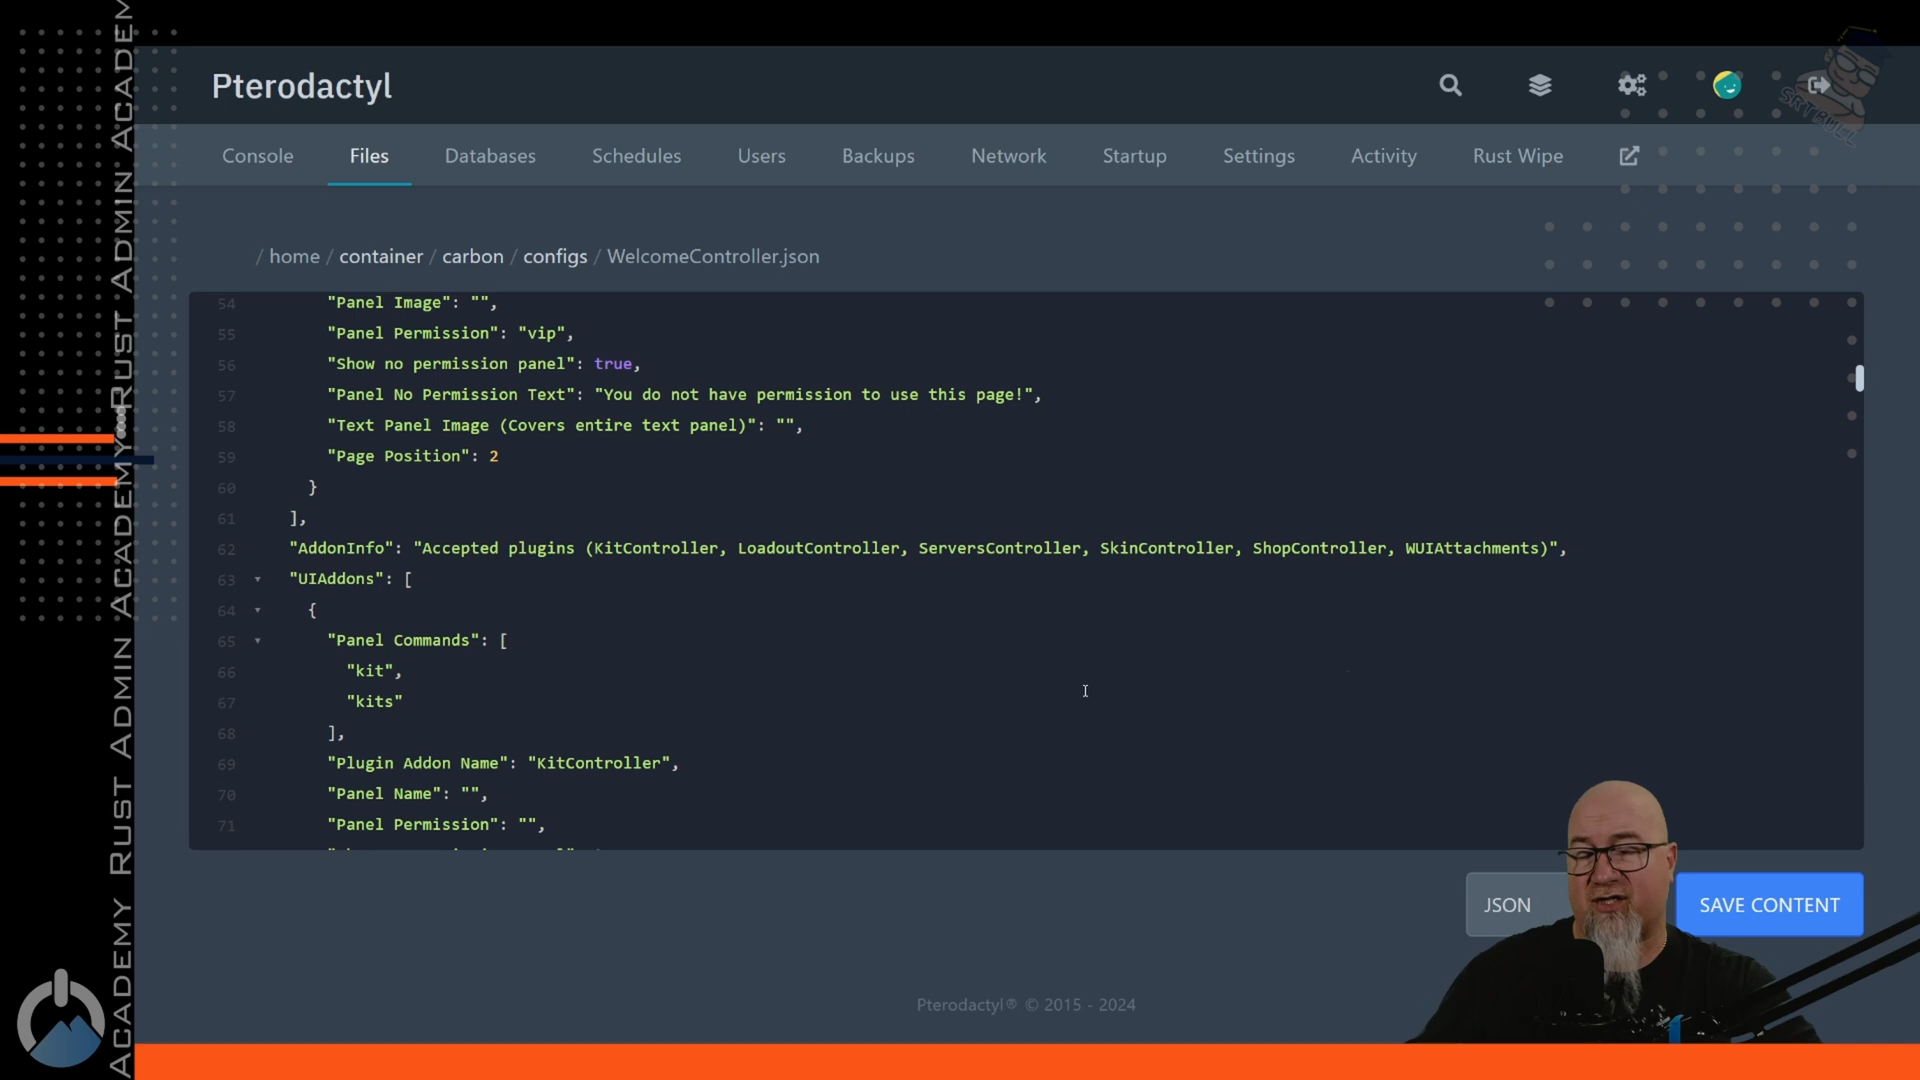 RUST ADMIN ACADEMY
RUST ADMIN ACADEMY
ACADEMY
Pterodactyl
SRTBULL
Console Files Databases Schedules Users Backups Network Startup Settings Activity Rust Wipe
/ home / container / carbon / configs / WelcomeController.json
54 "Panel Image": "",
55 "Panel Permission": "vip",
56 "Show no permission panel": true,
57 "Panel No Permission Text": "You do not have permission to use this page!",
58 "Text Panel Image (Covers entire text panel)": "",
59 "Page Position": 2
60 }
61 ],
62 "AddonInfo": "Accepted plugins (KitController, LoadoutController, ServersController, SkinController, ShopController, WUIAttachments)",
63 "UIAddons": [
64 {
65 "Panel Commands": [
66 "kit",
67 "kits"
68 ],
69 "Plugin Addon Name": "KitController",
70 "Panel Name": "",
71 "Panel Permission": "",
JSON
SAVE CONTENT
Pterodactyl® © 2015 - 2024